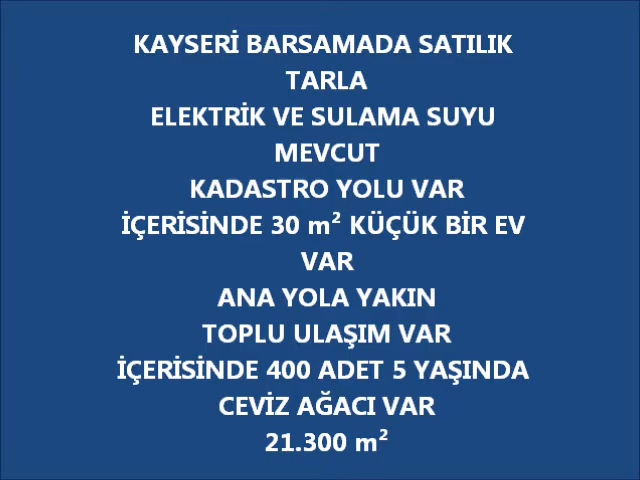 KAYSERİ BARSAMADA SATILIK
TARLA
ELEKTRİK VE SULAMA SUYU
MEVCUT
KADASTRO YOLU VAR
İÇERİSİNDE 30 m² KÜÇÜK BİR EV
VAR
ANA YOLA YAKIN
TOPLU ULAŞIM VAR
İÇERİSİNDE 400 ADET 5 YAŞINDA
CEVİZ AĞACI VAR
21.300 m²